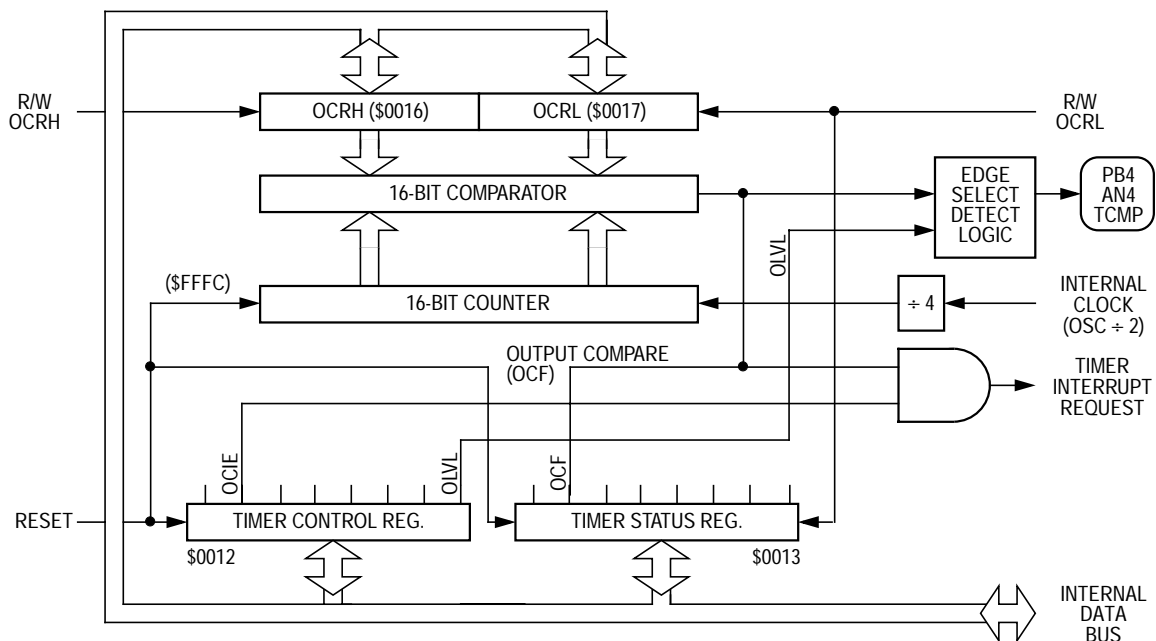 R/W
OCRH
OCRH ($0016)
OCRL ($0017)
R/W
OCRL
16-BIT COMPARATOR
EDGE
SELECT
DETECT
LOGIC
PB4
AN4
TCMP
OLVL
($FFFC)
16-BIT COUNTER
÷ 4
INTERNAL
CLOCK
(OSC ÷ 2)
OUTPUT COMPARE
(OCF)
TIMER
INTERRUPT
REQUEST
OCIE
OLVL
OCF
RESET
TIMER CONTROL REG.
TIMER STATUS REG.
$0012
$0013
INTERNAL
DATA
BUS